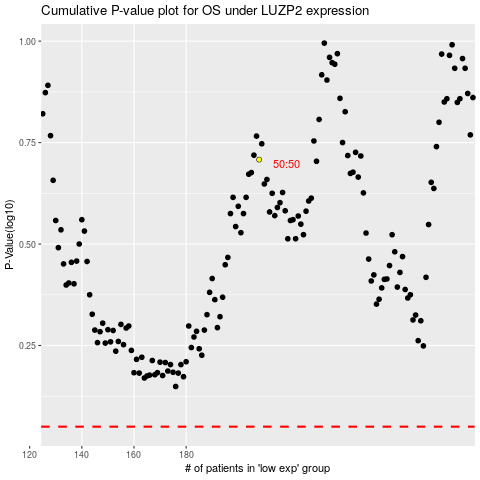 Cumulative P-value plot for OS under LUZP2 expression
1.00
0.75
0.50
0.25
P-Value(log10)
50:50
120 140 160 180
# of patients in 'low exp' group